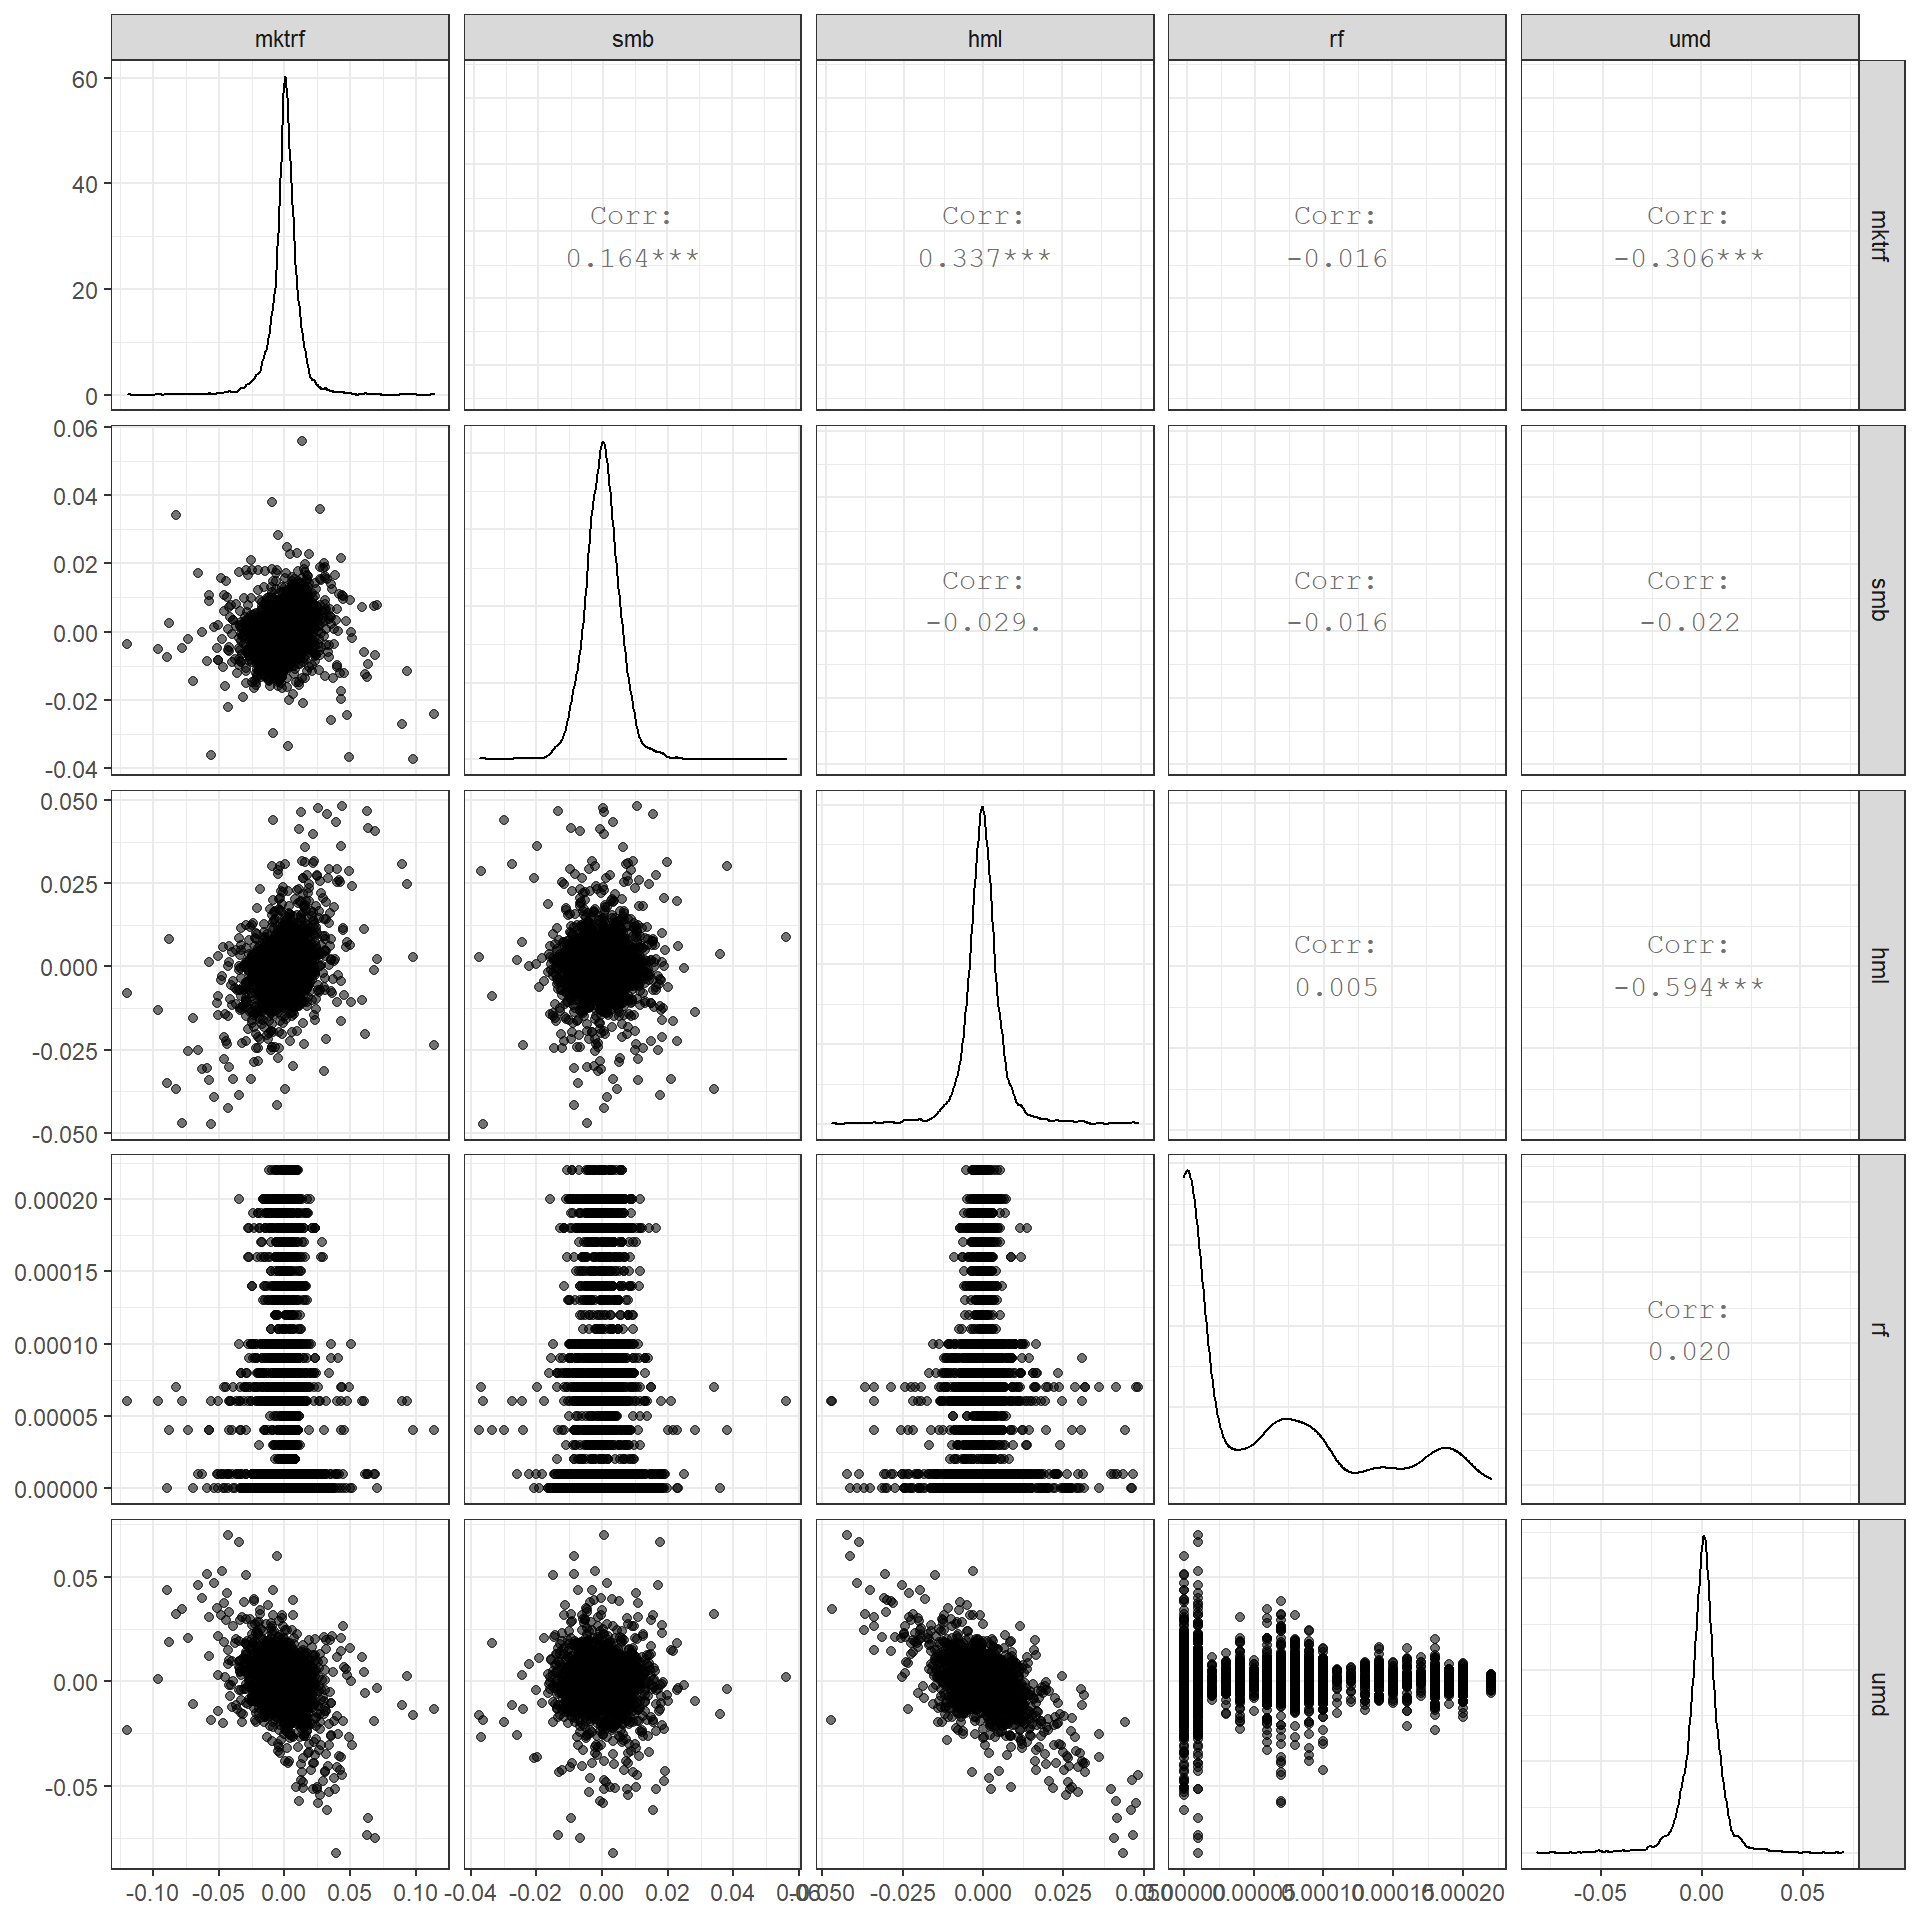 mktrf smb hml rf umd
60
40
20
0
Corr:
0.164***
Corr:
0.337***
Corr:
-0.016
Corr:
-0.306***
mktrf
0.06
0.04
0.02
0.00
-0.02
-0.04
Corr:
-0.029.
Corr:
-0.016
Corr:
-0.022
smb
0.050
0.025
0.000
-0.025
-0.050
Corr:
0.005
Corr:
-0.594***
hml
0.00020
0.00015
0.00010
0.00005
0.00000
Corr:
0.020
rf
0.05
0.00
-0.05
umd
-0.10 -0.05 0.00 0.05 0.10
-0.04 -0.02 0.00 0.02 0.04 0.06
-0.050 -0.025 0.000 0.025 0.050
0.00000 0.00005 0.00010 0.00015 0.00020
-0.05 0.00 0.05